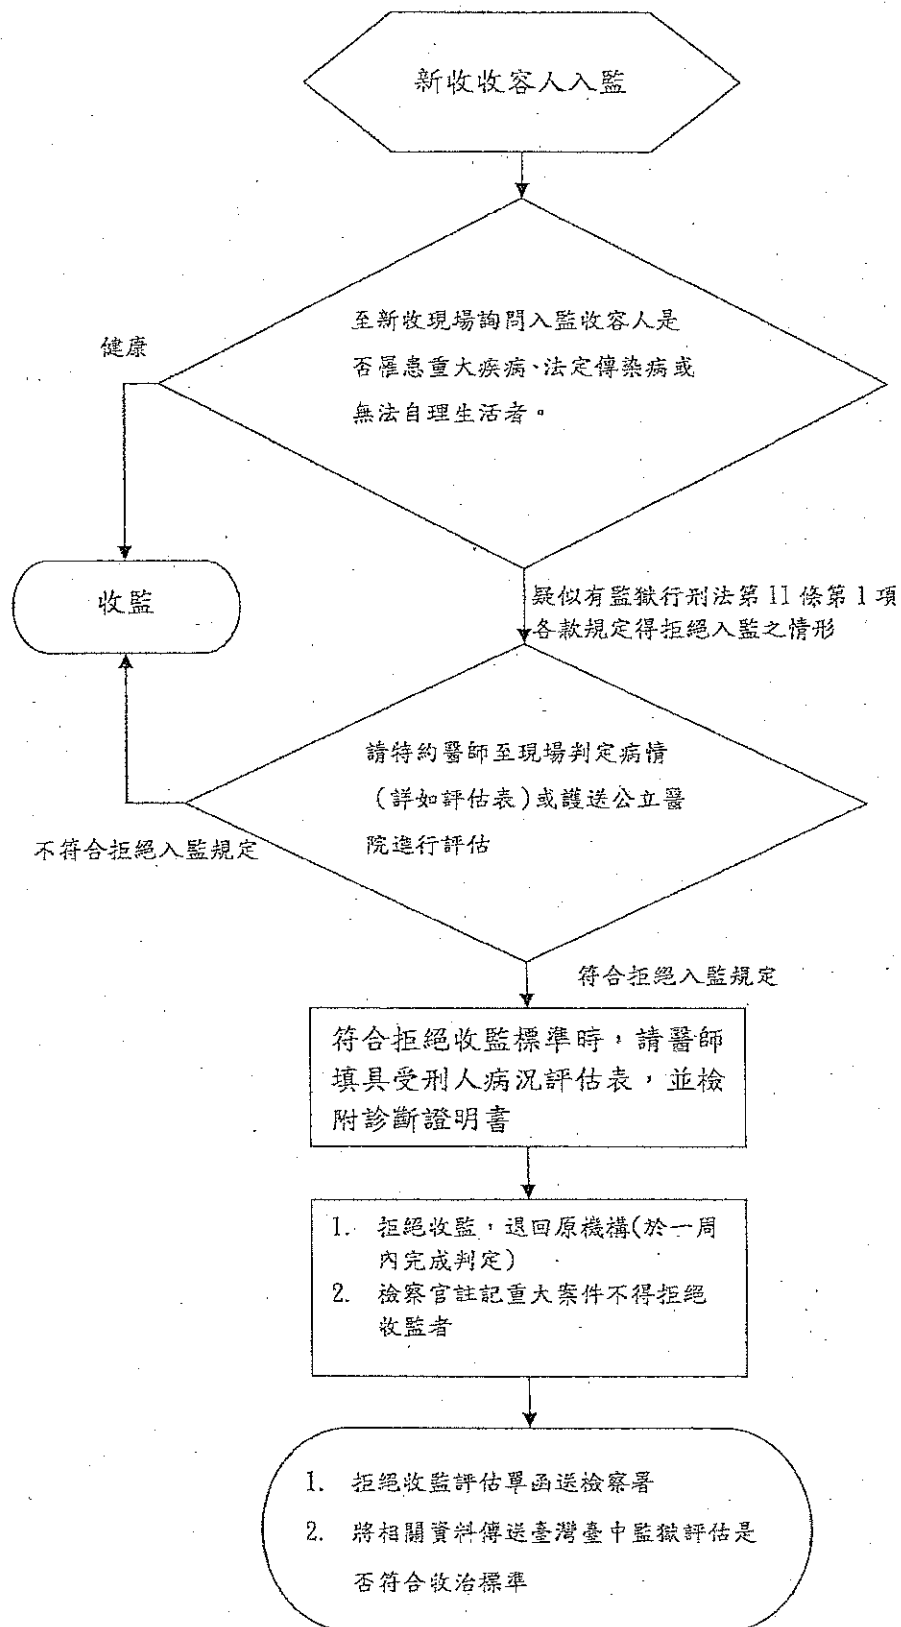 新收收容人入監
至新收現場詢問入監收容人是
否罹患重大疾病、法定傳染病或
無法自理生活者。
健康
收監
疑似有監獄行刑法第 11 條第 1 項
各款規定得拒絕入監之情形
請特約醫師至現場判定病情
(詳如評估表)或護送公立醫
院進行評估
不符合拒絕入監規定
符合拒絕入監規定
符合拒絕收監標準時,請醫師
填具受刑人病況評估表,並檢
附診斷證明書
1. 拒絕收監,退回原機構(於一周
內完成判定)
2. 檢察官註記重大案件不得拒絕
收監者
1. 拒絕收監評估單函送檢察署
2. 將相關資料傳送臺灣臺中監獄評估是
否符合收治標準